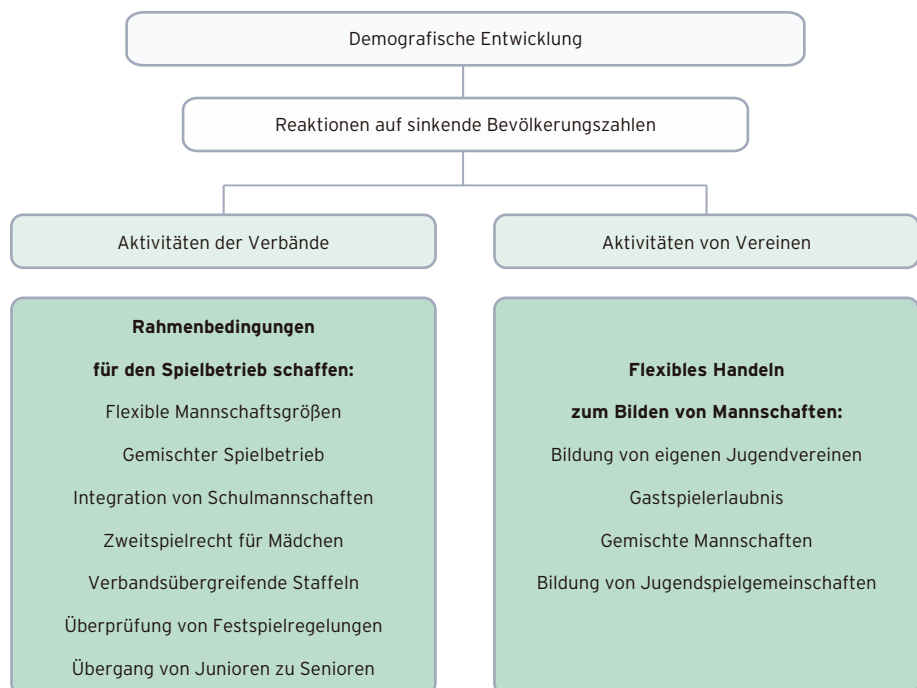 Demografische Entwicklung
Reaktionen auf sinkende Bevölkerungszahlen
Aktivitäten der Verbände
Rahmenbedingungen
für den Spielbetrieb schaffen:
Flexible Mannschaftsgrößen
Gemischter Spielbetrieb
Integration von Schulmannschaften
Zweitspielrecht für Mädchen
Verbandsübergreifende Staffeln
Überprüfung von Festspielregelungen
Übergang von Junioren zu Senioren
Aktivitäten von Vereinen
Flexibles Handeln
zum Bilden von Mannschaften:
Bildung von eigenen Jugendvereinen
Gastspielerlaubnis
Gemischte Mannschaften
Bildung von Jugendspielgemeinschaften